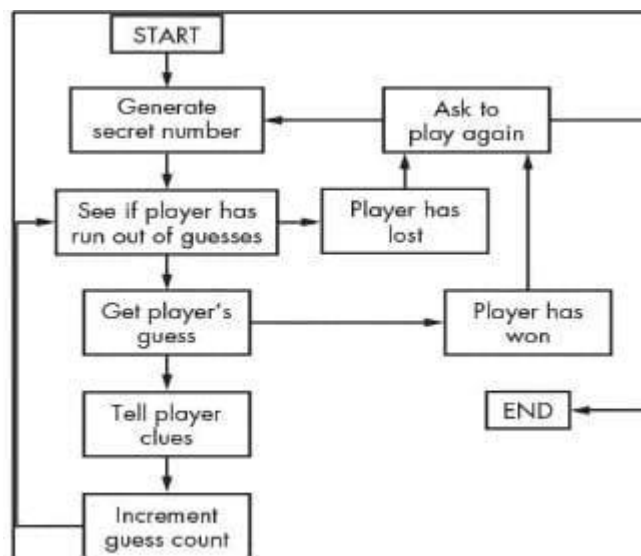 START
Generate
secret number
Ask to
play again
See if player has
run out of guesses
Player has
lost
Get player's
guess
Player has
won
Tell player
clues
END
Increment
guess count